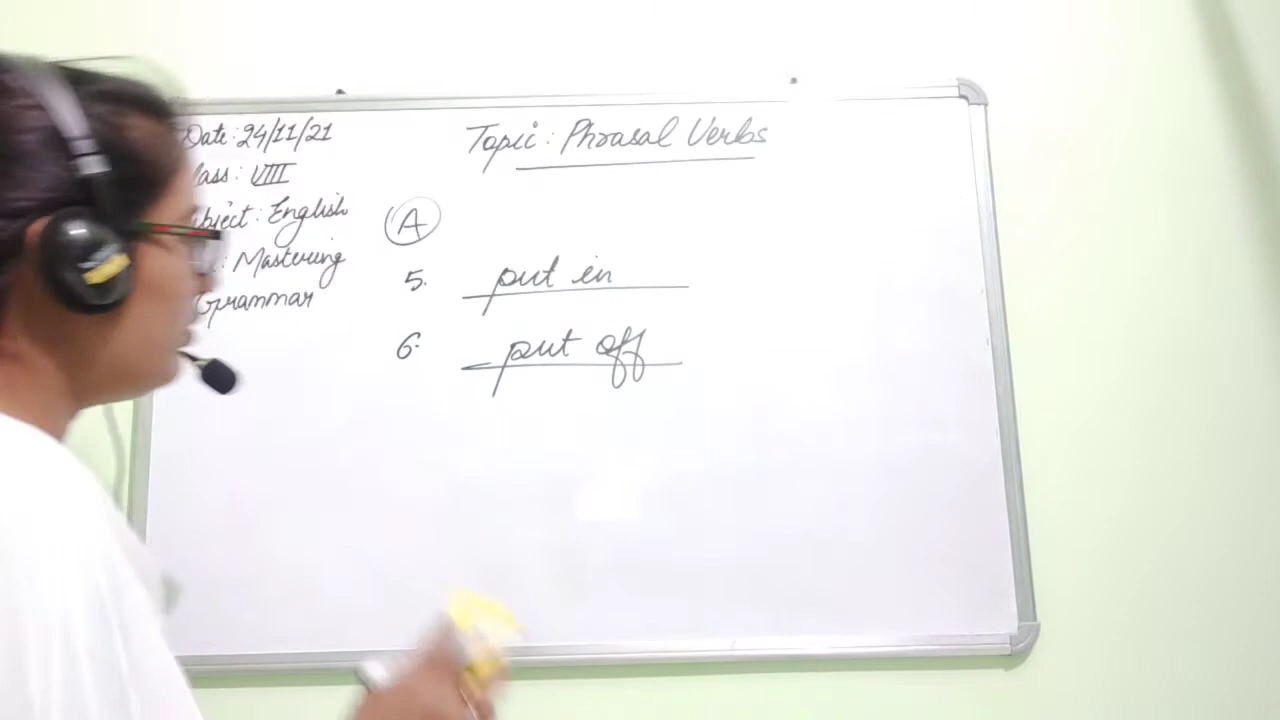 Date: 24/11/21
Class: VIII
Subject: English
: Mastering
Grammar
Topic: Phrasal Verbs
A
5. put in
6. put off